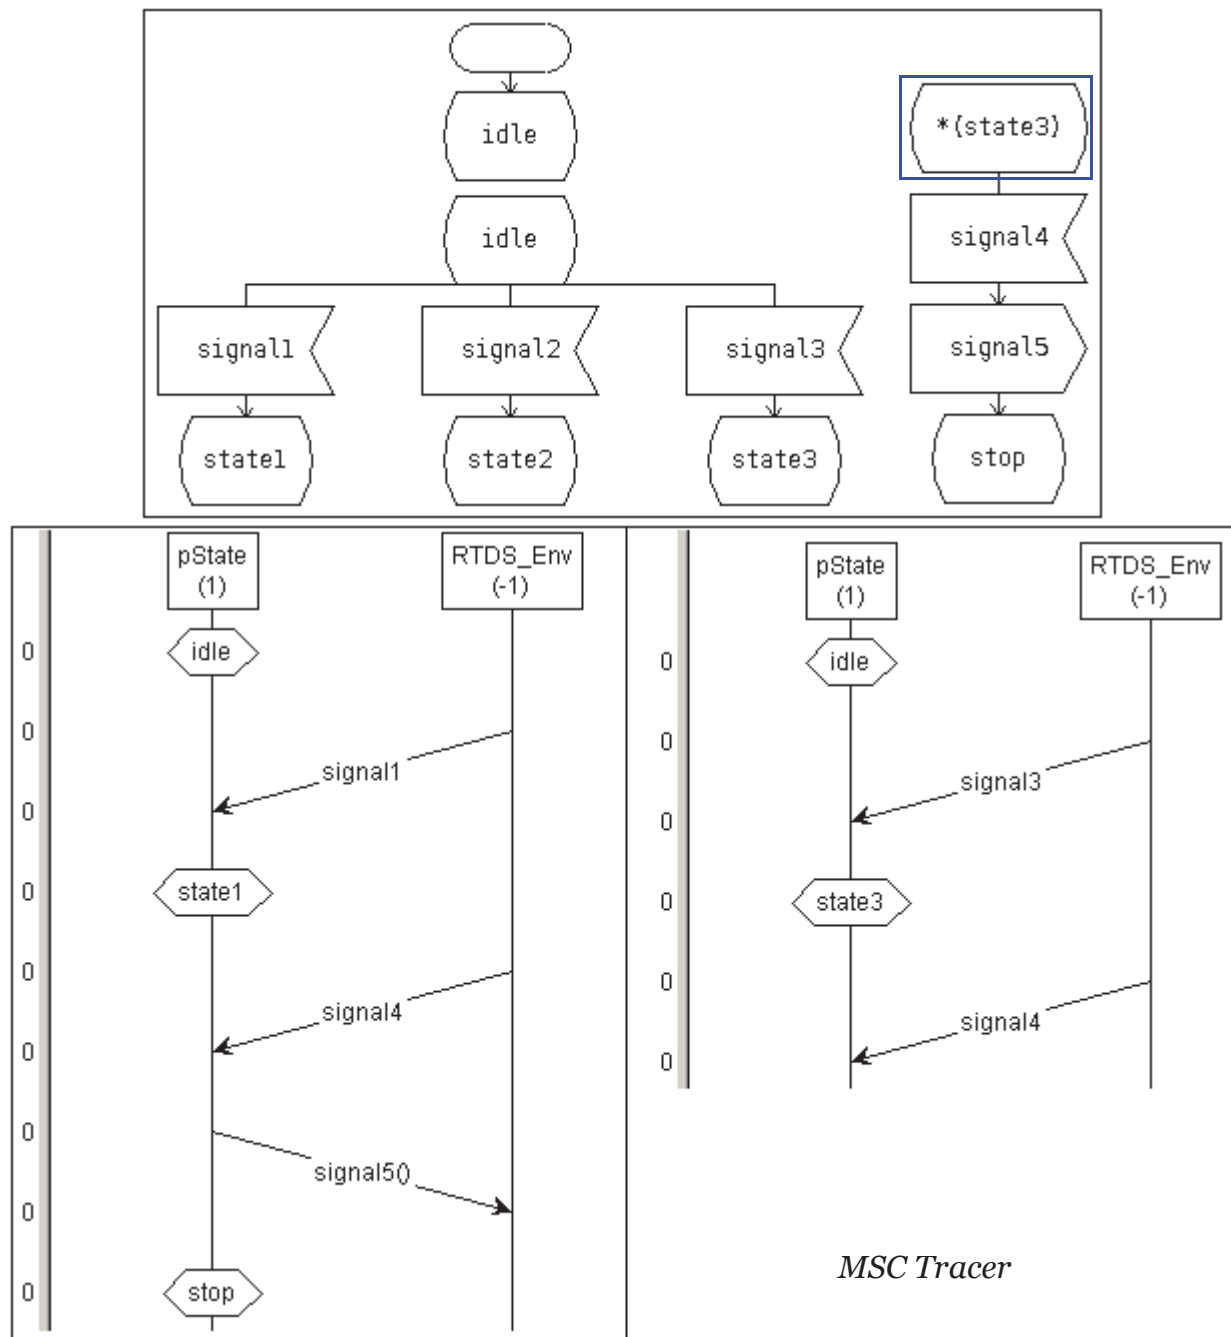 idle
*(state3)
idle
signal4
signal1
signal2
signal3
signal5
state1
state2
state3
stop
pState
(1)
RTDS_Env
(-1)
0
idle
0
signal1
0
0
state1
0
signal4
0
0
signal5()
0
0
stop
pState
(1)
RTDS_Env
(-1)
0
idle
0
signal3
0
0
state3
0
signal4
0
MSC Tracer